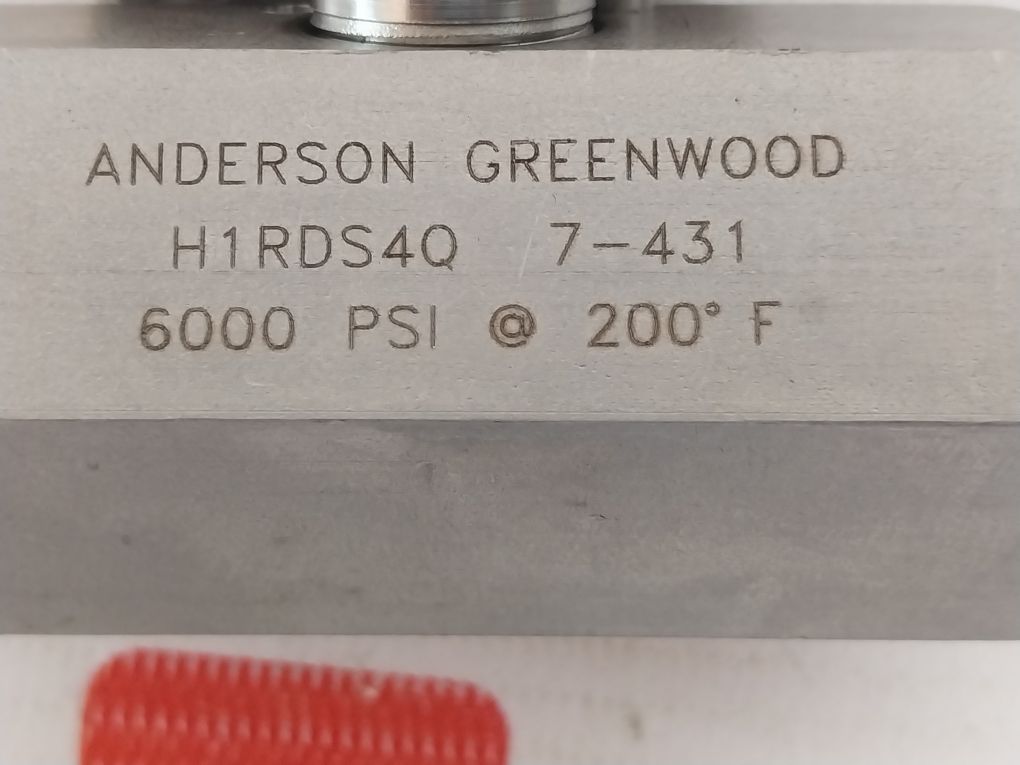 ANDERSON GREENWOOD
H1RDS4Q 7-431
6000 PSI @ 200° F